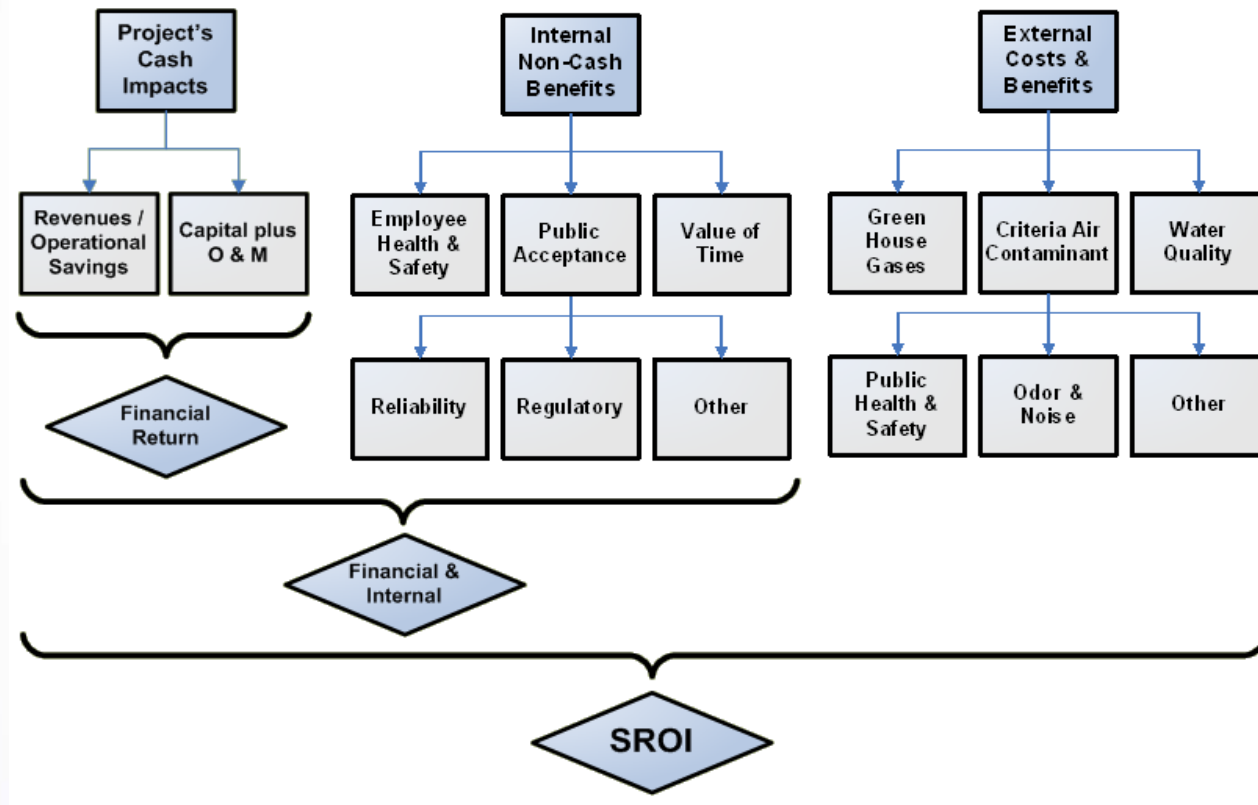 Project's
Cash
Impacts
Internal
Non-Cash
Benefits
External
Costs &
Benefits
Revenues /
Operational
Savings
Capital plus
O & M
Employee
Health &
Safety
Public
Acceptance
Value of
Time
Green
House
Gases
Criteria Air
Contaminant
Water
Quality
Reliability
Regulatory
Other
Public
Health &
Safety
Odor &
Noise
Other
Financial
Return
Financial &
Internal
SROI